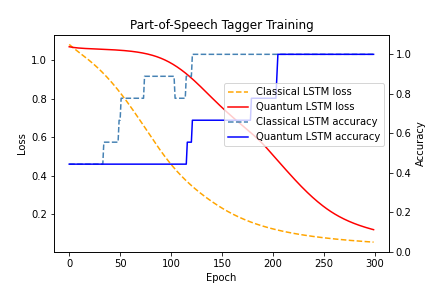 Part-of-Speech Tagger Training
1.0
0.8
0.6
0.4
0.2
Loss
1.0
0.8
0.6
0.4
0.2
0.0
Accuracy
Classical LSTM loss
Quantum LSTM loss
Classical LSTM accuracy
Quantum LSTM accuracy
0 50 100 150 200 250 300
Epoch